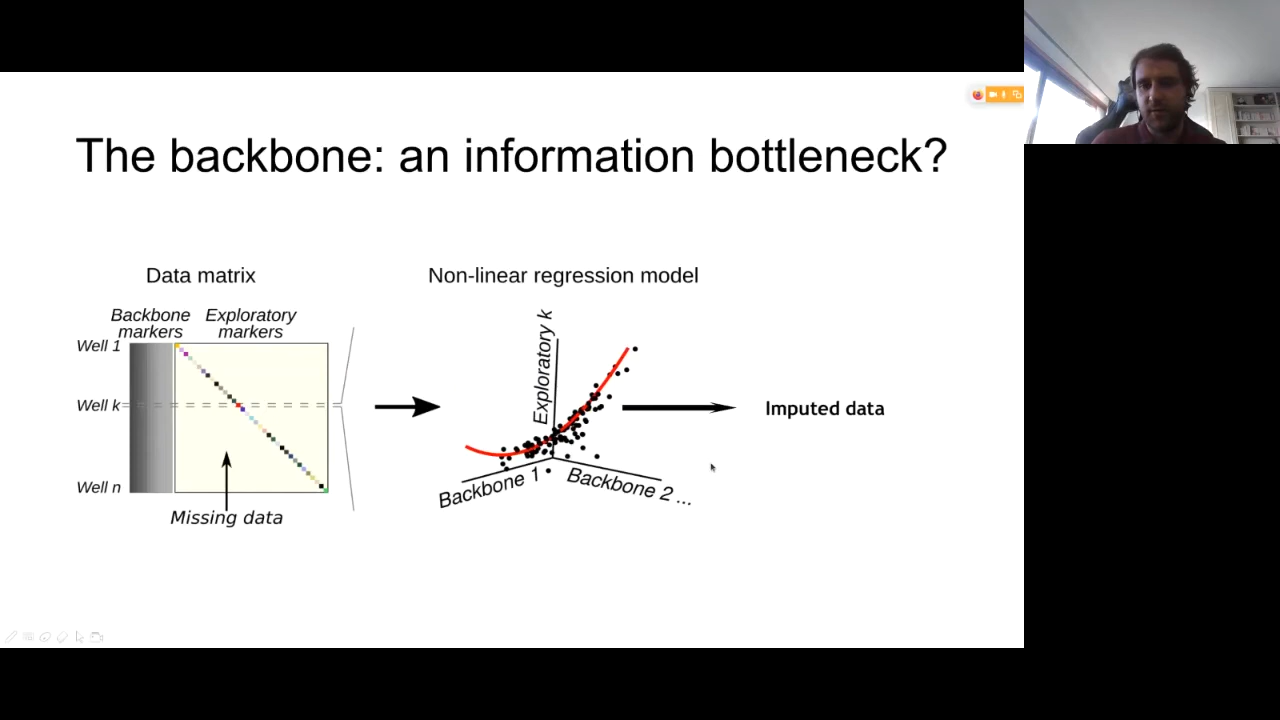 The backbone: an information bottleneck?
Data matrix
Non-linear regression model
Backbone
markers
Exploratory
markers
Well 1
Well k
Well n
Missing data
Exploratory k
Backbone 1
Backbone 2 ...
Imputed data